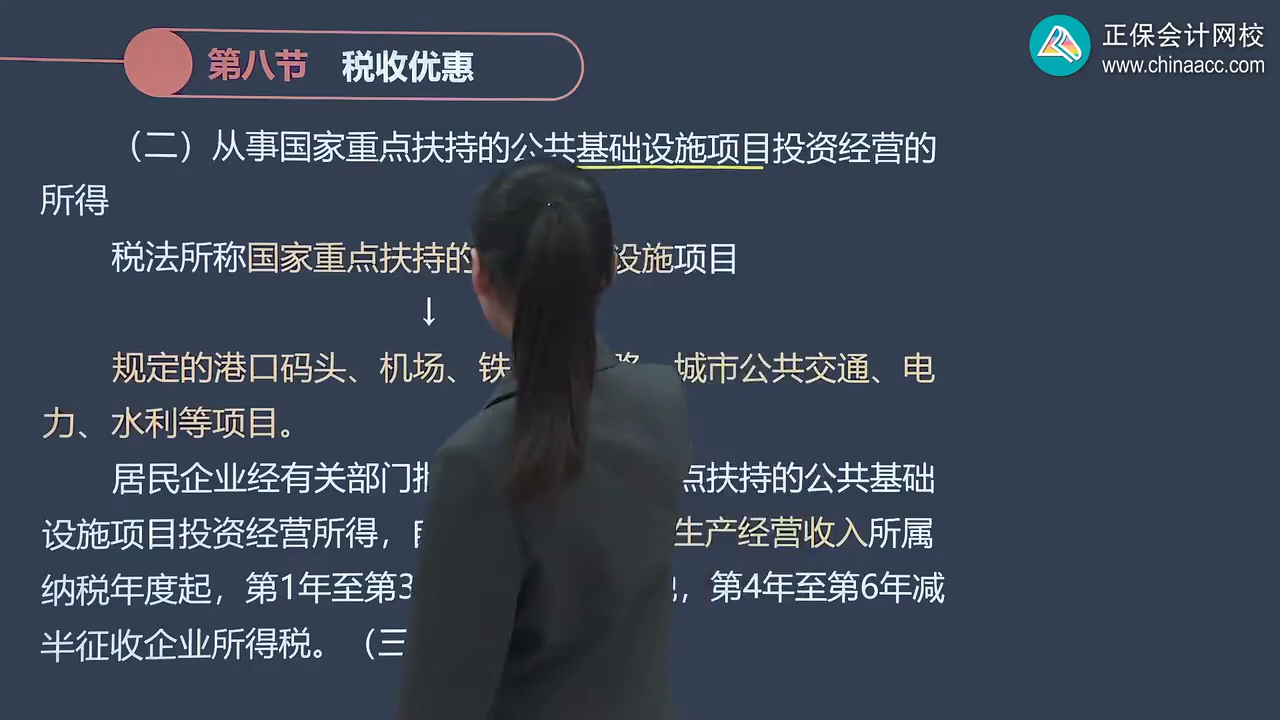 第八节 税收优惠
正保会计网校
www.chinaacc.com
（二）从事国家重点扶持的公共基础设施项目投资经营的
所得
税法所称国家重点扶持的 设施项目
↓
规定的港口码头、机场、铁 路、城市公共交通、电
力、水利等项目。
居民企业经有关部门批 点扶持的公共基础
设施项目投资经营所得，自 生产经营收入所属
纳税年度起，第1年至第3 ，第4年至第6年减
半征收企业所得税。（三